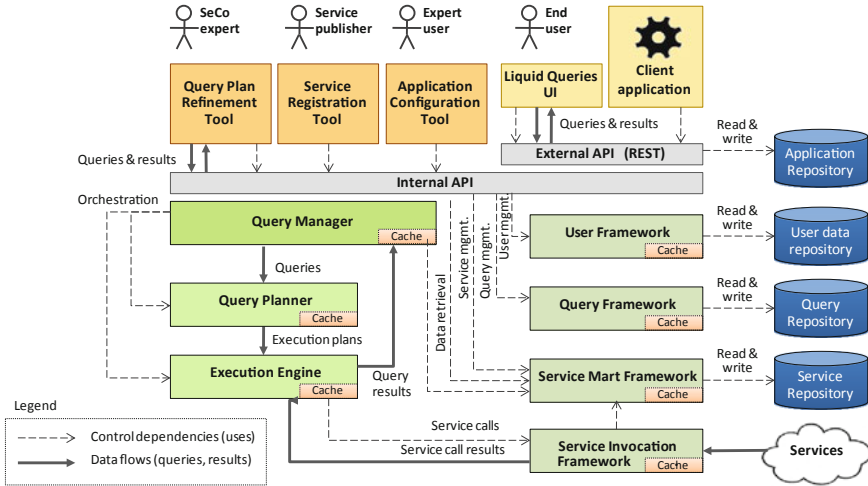 SeCo
expert
Service
publisher
Expert
user
End
user
Query Plan
Refinement
Tool
Service
Registration
Tool
Application
Configuration
Tool
Liquid Queries
UI
Client
application
Queries & results
Queries & results
External API (REST)
Read &
write
Application
Repository
Internal API
Orchestration
Query Manager
Cache
Queries
Query Planner
Cache
Execution plans
Execution Engine
Cache
Query
results
Data retrieval
Service mgmt.
Query mgmt.
User mgmt.
User Framework
Cache
Read &
write
User data
repository
Query Framework
Cache
Read &
write
Query
Repository
Service Mart Framework
Cache
Read &
write
Service
Repository
Service calls
Service call results
Service Invocation
Framework
Cache
Services
Legend
Control dependencies (uses)
Data flows (queries, results)